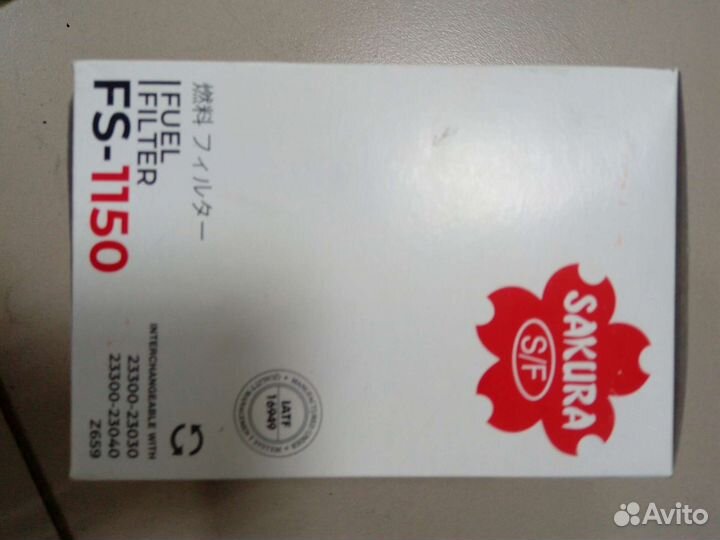 SAKURA
S/F
燃料 フィルター
FUEL
FILTER
FS-1150
IATF
16949
INTERCHANGEABLE WITH
23300-23030
23300-23040
Z659
Avito